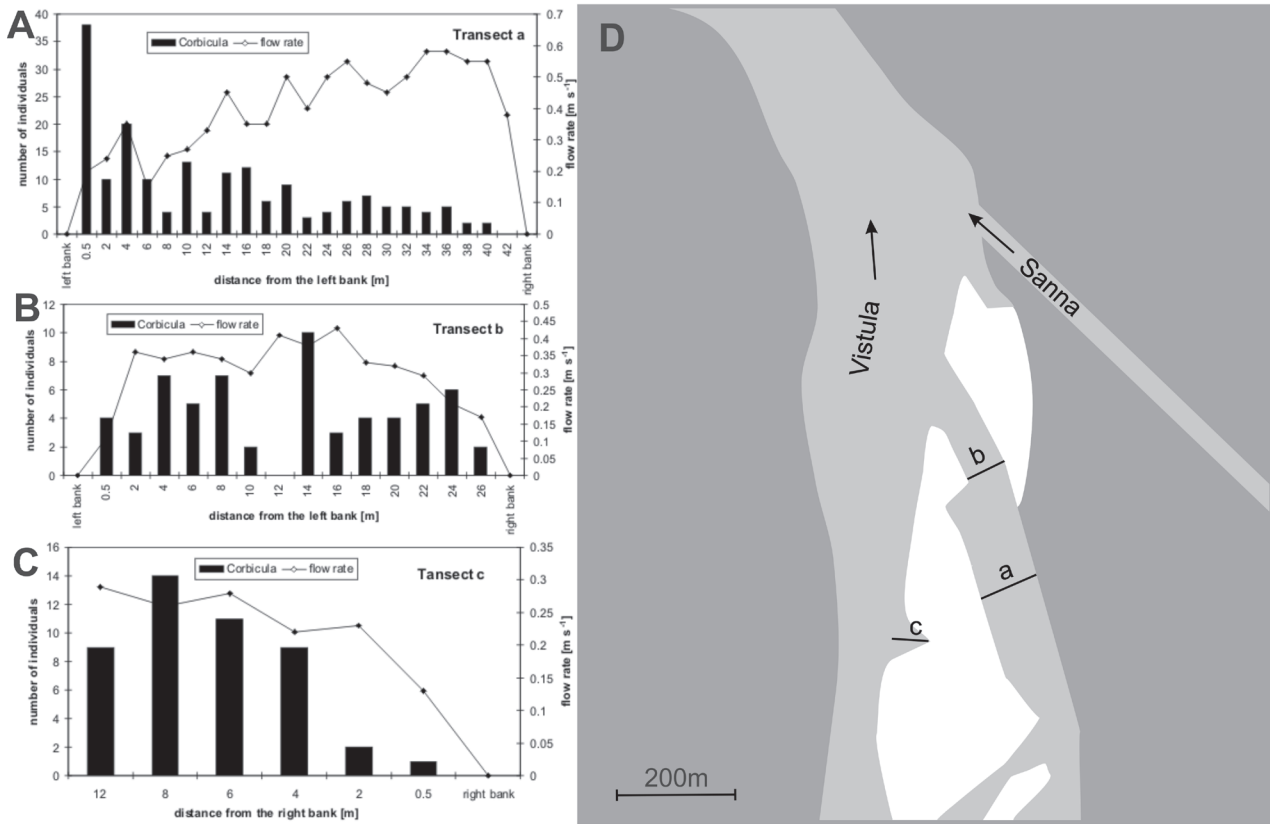 A
Corbicula flow rate
Transect a
40
35
30
25
20
15
10
5
0
number of individuals
0.7
0.6
0.5
0.4
0.3
0.2
0.1
0
flow rate [m s⁻¹]
left bank 0.5 2 4 6 8 10 12 14 16 18 20 22 24 26 28 30 32 34 36 38 40 42 right bank
distance from the left bank [m]
B
Corbicula flow rate
Transect b
12
10
8
6
4
2
0
number of individuals
0.5
0.45
0.4
0.35
0.3
0.25
0.2
0.15
0.1
0.05
0
flow rate [m s⁻¹]
left bank 0.5 2 4 6 8 10 12 14 16 18 20 22 24 26 right bank
distance from the left bank [m]
C
Corbicula flow rate
Tansect c
16
14
12
10
8
6
4
2
0
number of individuals
0.35
0.3
0.25
0.2
0.15
0.1
0.05
0
flow rate [m s⁻¹]
12 8 6 4 2 0.5 right bank
distance from the right bank [m]
D
Vistula
Sanna
b
a
c
200m